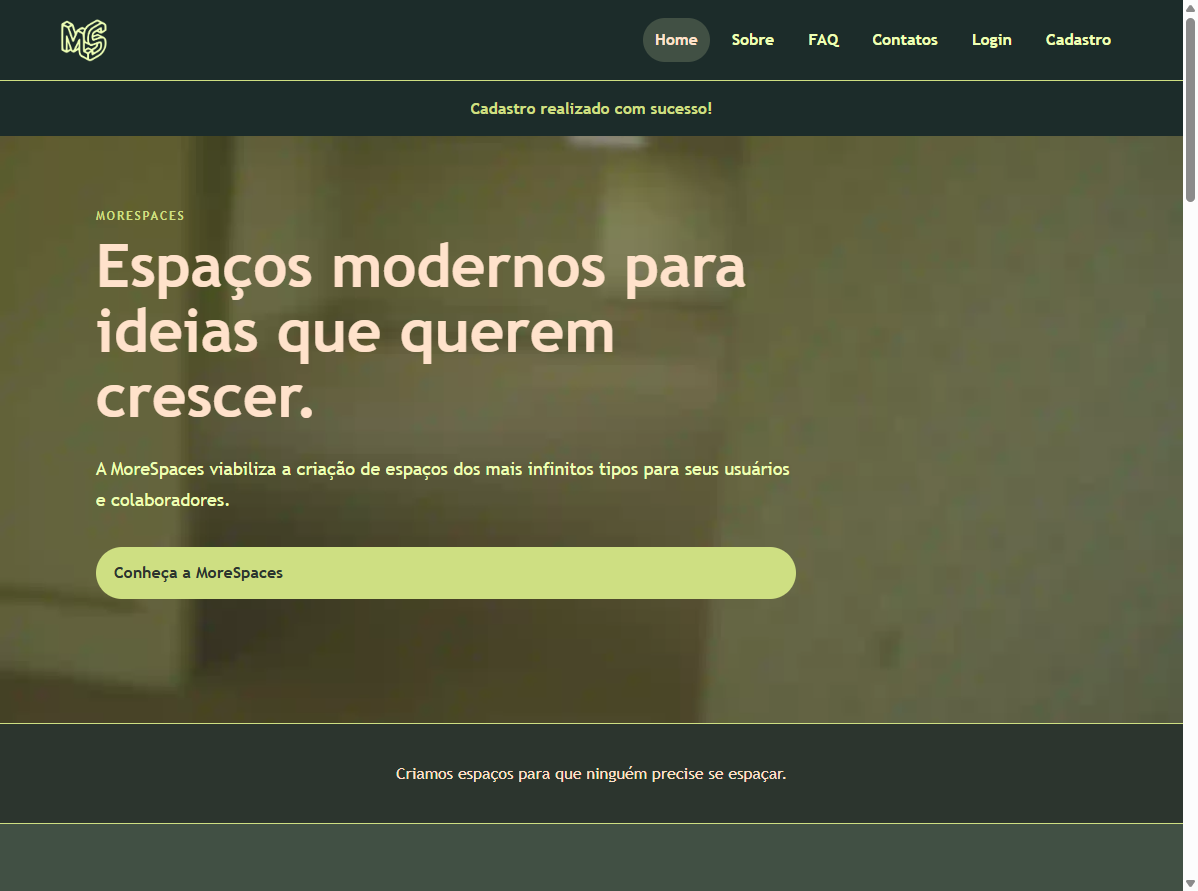 MS
Home Sobre FAQ Contatos Login Cadastro
Cadastro realizado com sucesso!
MORESPACES
Espaços modernos para
ideias que querem
crescer.
A MoreSpaces viabiliza a criação de espaços dos mais infinitos tipos para seus usuários
e colaboradores.
Conheça a MoreSpaces
Criamos espaços para que ninguém precise se espaçar.